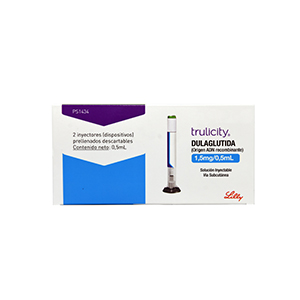 PS1434
2 inyectores (dispositivos)
prellenados descartables
Contenido neto: 0,5mL
trulicity®
DULAGLUTIDA
(Origen ADN recombinante)
1,5mg/0,5mL
Solución Inyectable
Vía Subcutánea
Lilly